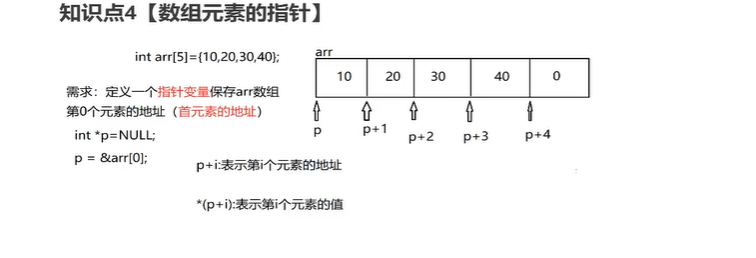 知识点4【数组元素的指针】
int arr[5]={10,20,30,40};
arr
10 20 30 40 0
需求：定义一个指针变量保存arr数组
第0个元素的地址（首元素的地址）
p p+1 p+2 p+3 p+4
int *p=NULL;
p = &arr[0];
p+i:表示第i个元素的地址
*(p+i):表示第i个元素的值